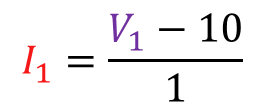 I₁ = (V₁ − 10) / 1